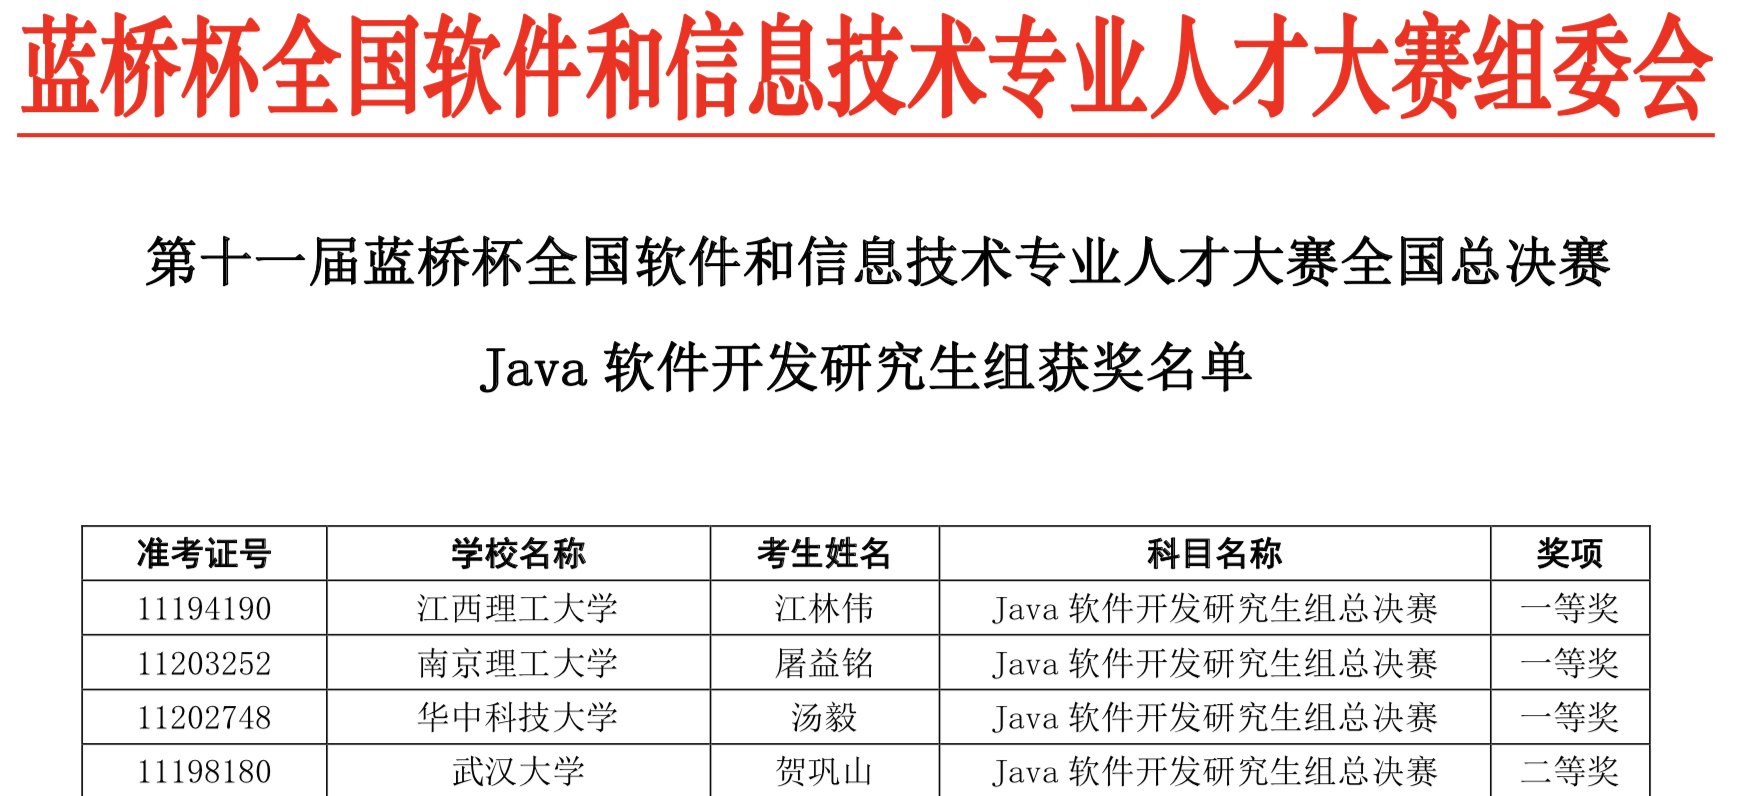 蓝桥杯全国软件和信息技术专业人才大赛组委会
第十一届蓝桥杯全国软件和信息技术专业人才大赛全国总决赛
Java 软件开发研究生组获奖名单
准考证号 学校名称 考生姓名 科目名称 奖项
11194190 江西理工大学 江林伟 Java 软件开发研究生组总决赛 一等奖
11203252 南京理工大学 屠益铭 Java 软件开发研究生组总决赛 一等奖
11202748 华中科技大学 汤毅 Java 软件开发研究生组总决赛 一等奖
11198180 武汉大学 贺巩山 Java 软件开发研究生组总决赛 二等奖